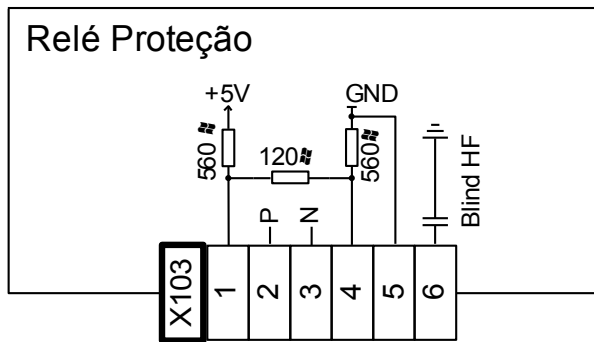 Relé Proteção
+5V
GND
560
120
560
Blind HF
P
N
X103
1
2
3
4
5
6